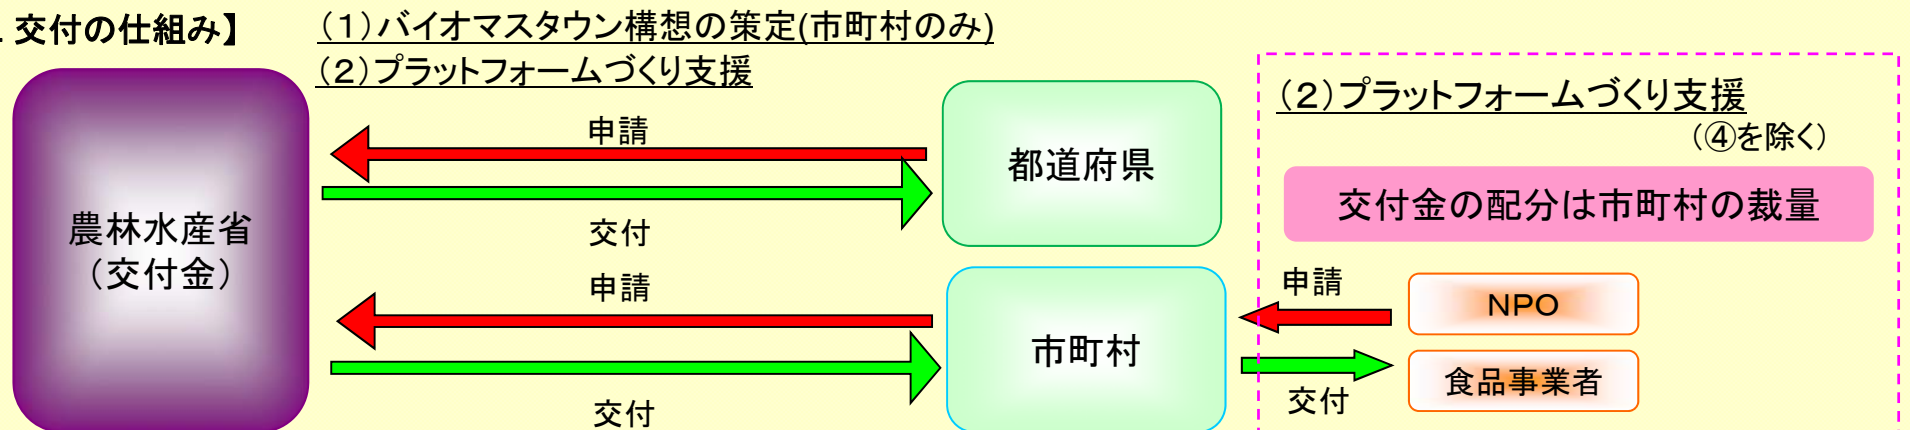 交付の仕組み】
（１）バイオマスタウン構想の策定(市町村のみ)
（２）プラットフォームづくり支援
農林水産省
（交付金）
申請
交付
都道府県
申請
交付
市町村
（２）プラットフォームづくり支援
（④を除く）
交付金の配分は市町村の裁量
申請
交付
ＮＰＯ
食品事業者